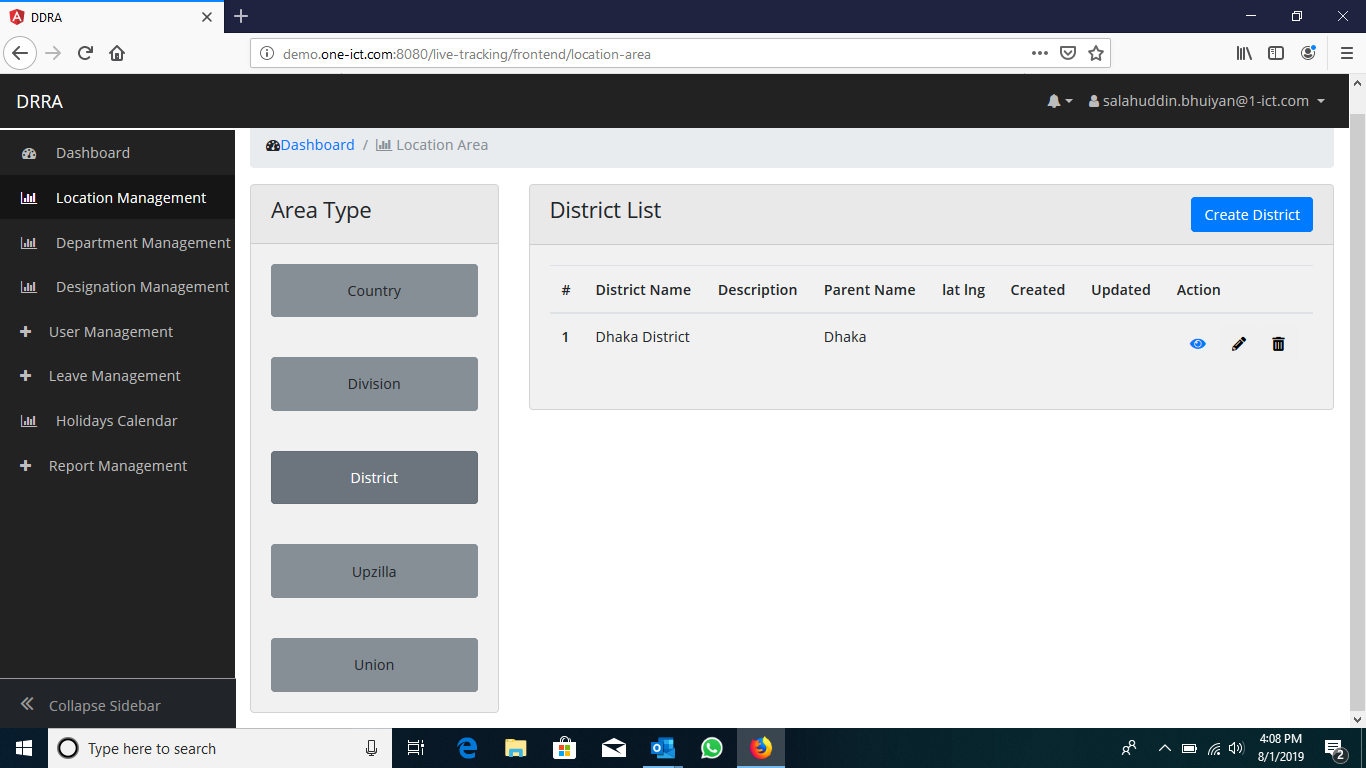 DDRA
demo.one-ict.com:8080/live-tracking/frontend/location-area
DRRA
salahuddin.bhuiyan@1-ict.com
Dashboard
Location Management
Department Management
Designation Management
User Management
Leave Management
Holidays Calendar
Report Management
Collapse Sidebar
Dashboard / Location Area
Area Type
Country
Division
District
Upzilla
Union
District List
Create District
# District Name Description Parent Name lat lng Created Updated Action
1 Dhaka District Dhaka
Type here to search
4:08 PM
8/1/2019
2